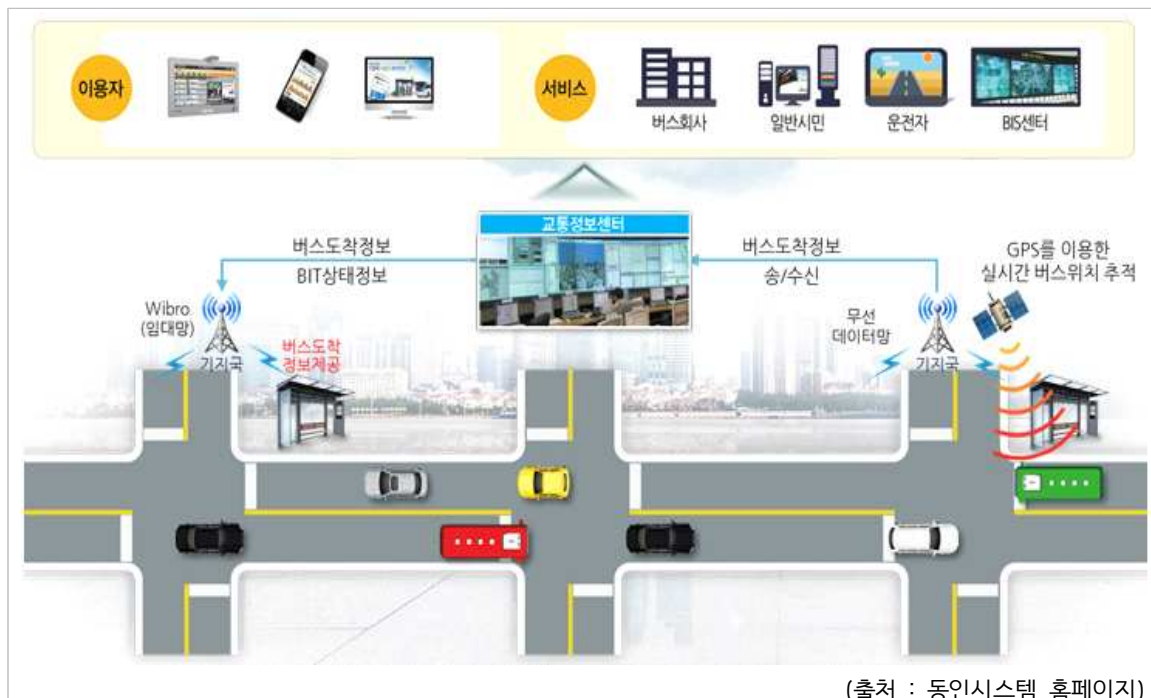 이용자
서비스
버스회사
일반시민
운전자
BIS센터
교통정보센터
버스도착정보
BIT상태정보
버스도착정보
송/수신
GPS를 이용한
실시간 버스위치 추적
Wibro
(임대망)
기지국
버스도착
정보제공
무선
데이터망
기지국
(출처 : 동인시스템 홈페이지)